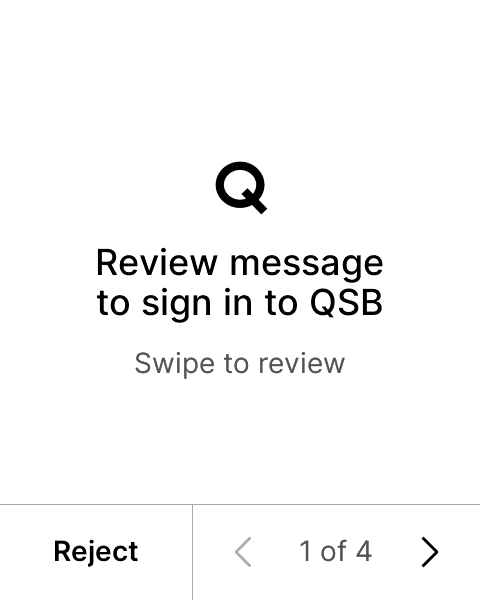 Q
Review message
to sign in to QSB
Swipe to review
Reject
1 of 4